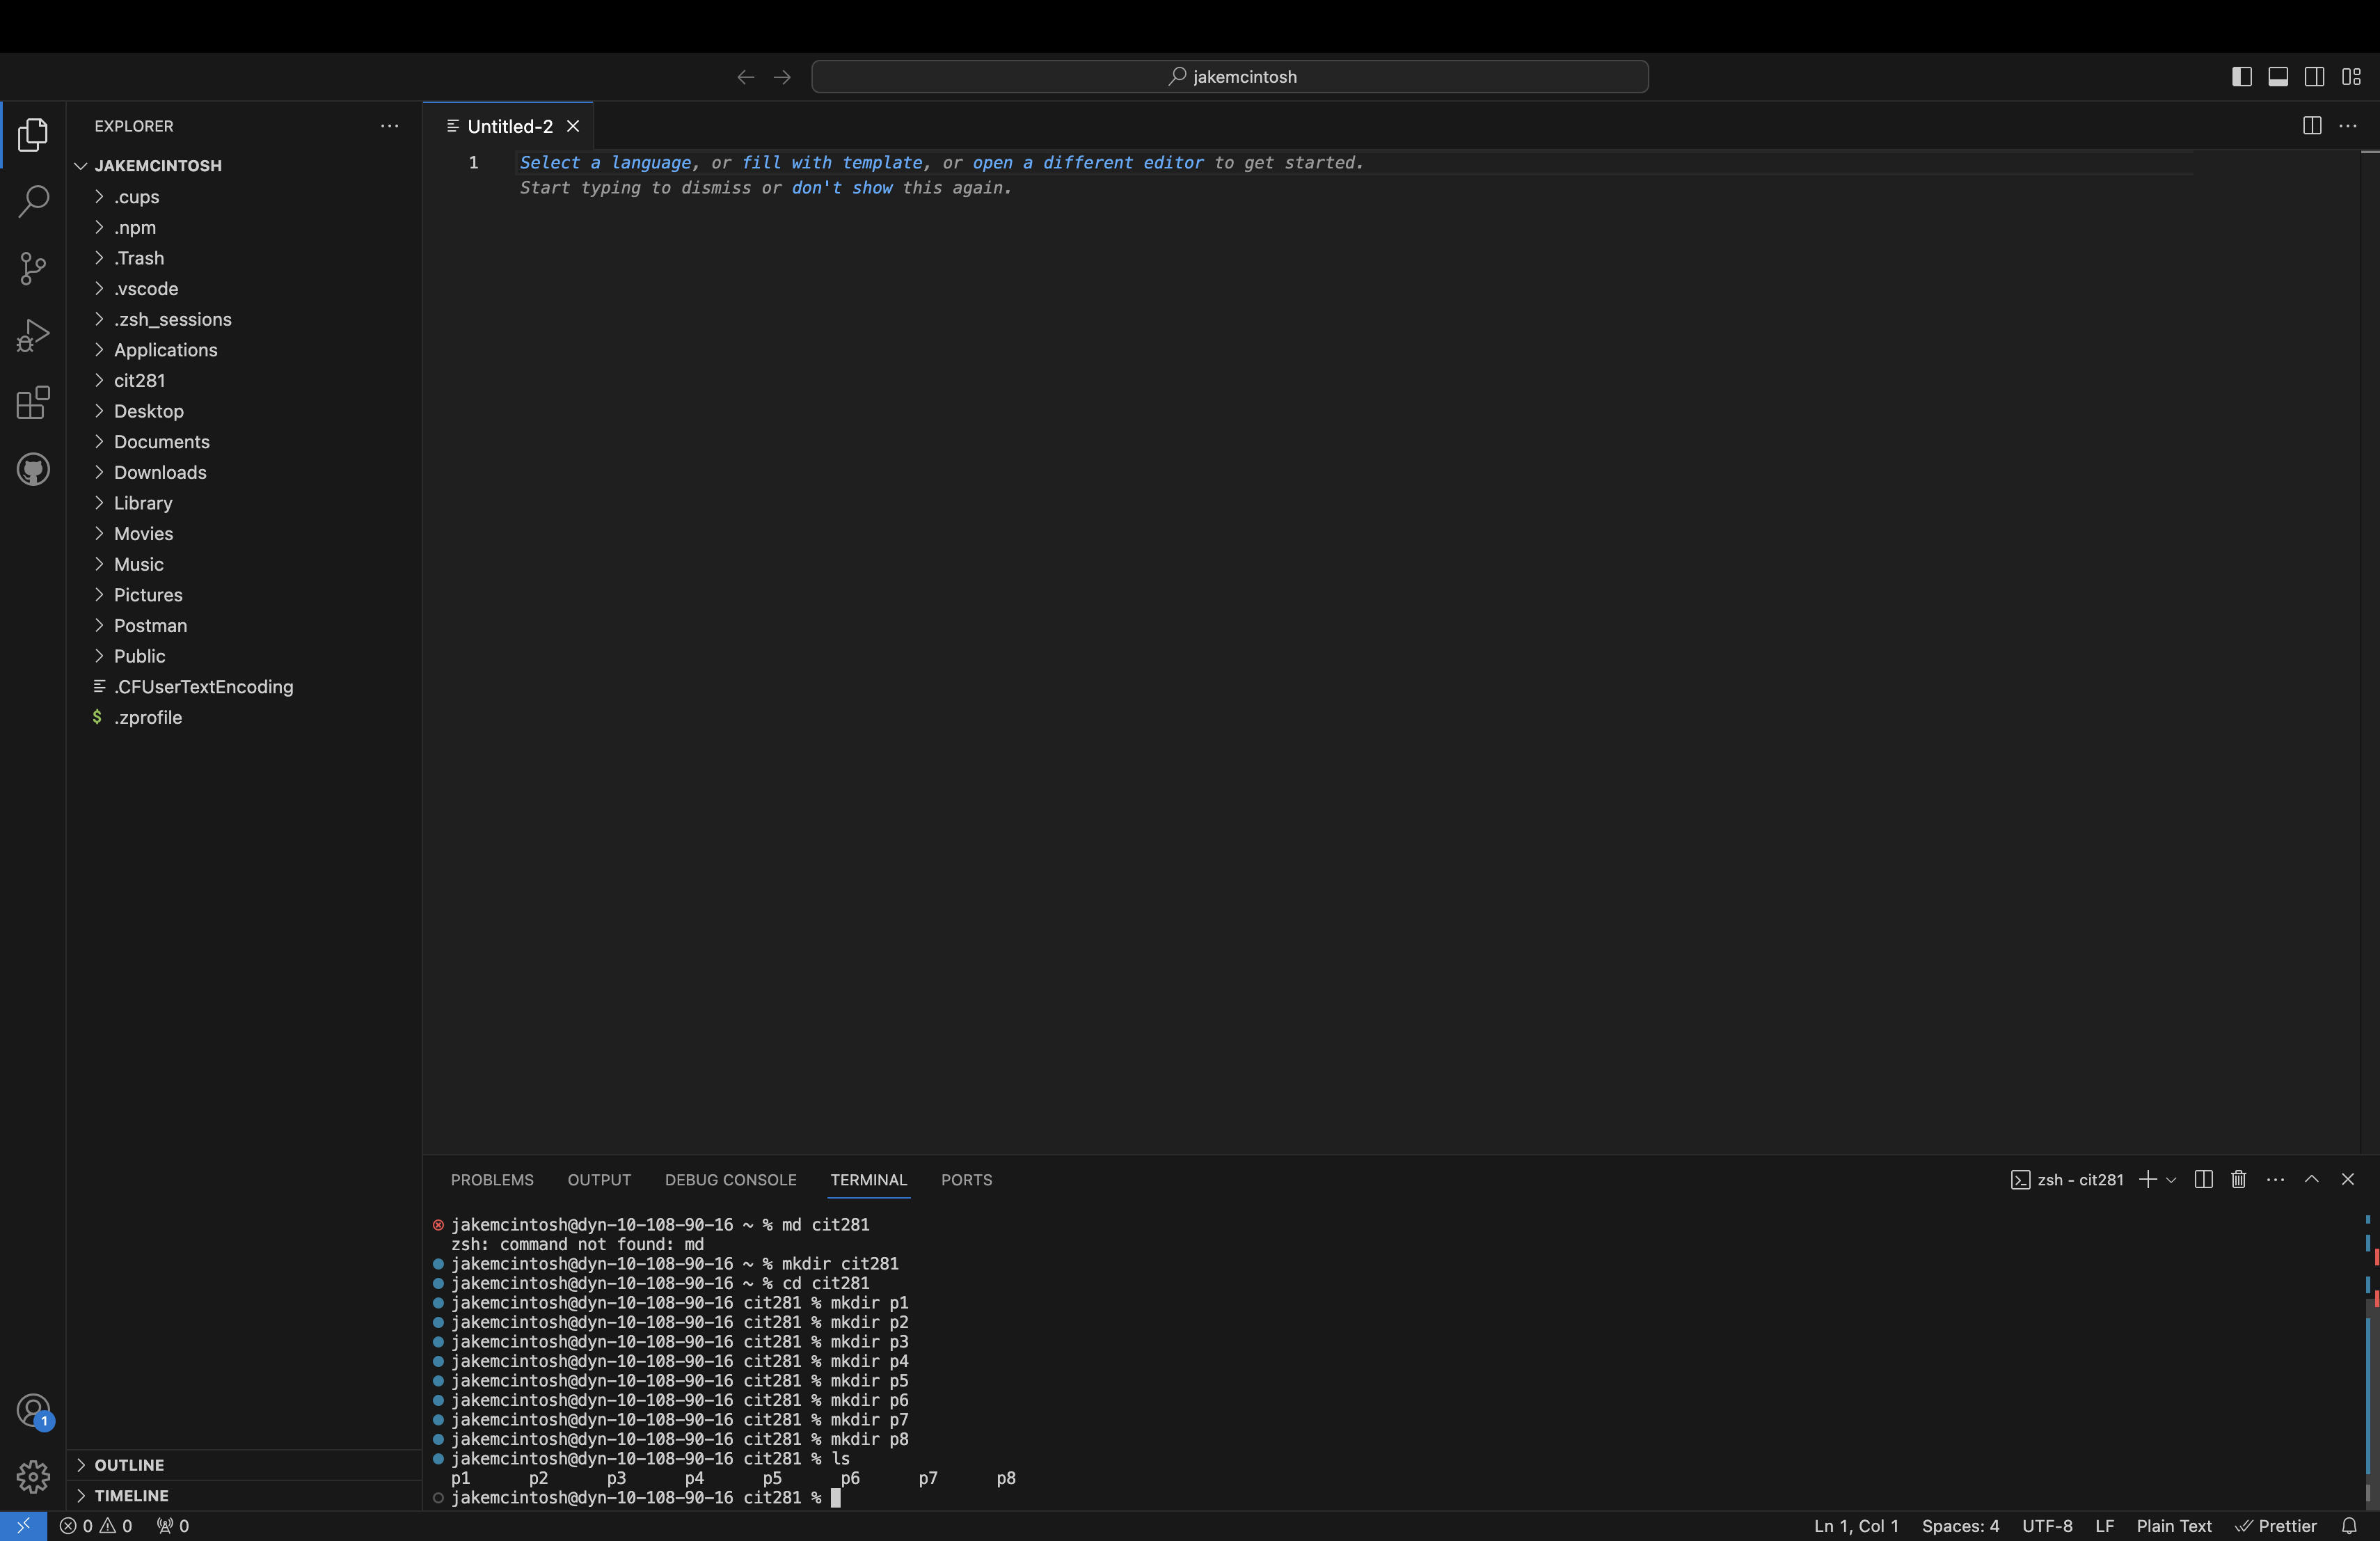 jakemcintosh
EXPLORER
JAKEMCINTOSH
.cups
.npm
.Trash
.vscode
.zsh_sessions
Applications
cit281
Desktop
Documents
Downloads
Library
Movies
Music
Pictures
Postman
Public
.CFUserTextEncoding
$ .zprofile
OUTLINE
TIMELINE
Untitled-2
1 Select a language, or fill with template, or open a different editor to get started.
Start typing to dismiss or don't show this again.
PROBLEMS OUTPUT DEBUG CONSOLE TERMINAL PORTS zsh - cit281
jakemcintosh@dyn-10-108-90-16 ~ % md cit281
zsh: command not found: md
jakemcintosh@dyn-10-108-90-16 ~ % mkdir cit281
jakemcintosh@dyn-10-108-90-16 ~ % cd cit281
jakemcintosh@dyn-10-108-90-16 cit281 % mkdir p1
jakemcintosh@dyn-10-108-90-16 cit281 % mkdir p2
jakemcintosh@dyn-10-108-90-16 cit281 % mkdir p3
jakemcintosh@dyn-10-108-90-16 cit281 % mkdir p4
jakemcintosh@dyn-10-108-90-16 cit281 % mkdir p5
jakemcintosh@dyn-10-108-90-16 cit281 % mkdir p6
jakemcintosh@dyn-10-108-90-16 cit281 % mkdir p7
jakemcintosh@dyn-10-108-90-16 cit281 % mkdir p8
jakemcintosh@dyn-10-108-90-16 cit281 % ls
p1 p2 p3 p4 p5 p6 p7 p8
jakemcintosh@dyn-10-108-90-16 cit281 %
1
0 0 0 Ln 1, Col 1 Spaces: 4 UTF-8 LF Plain Text Prettier